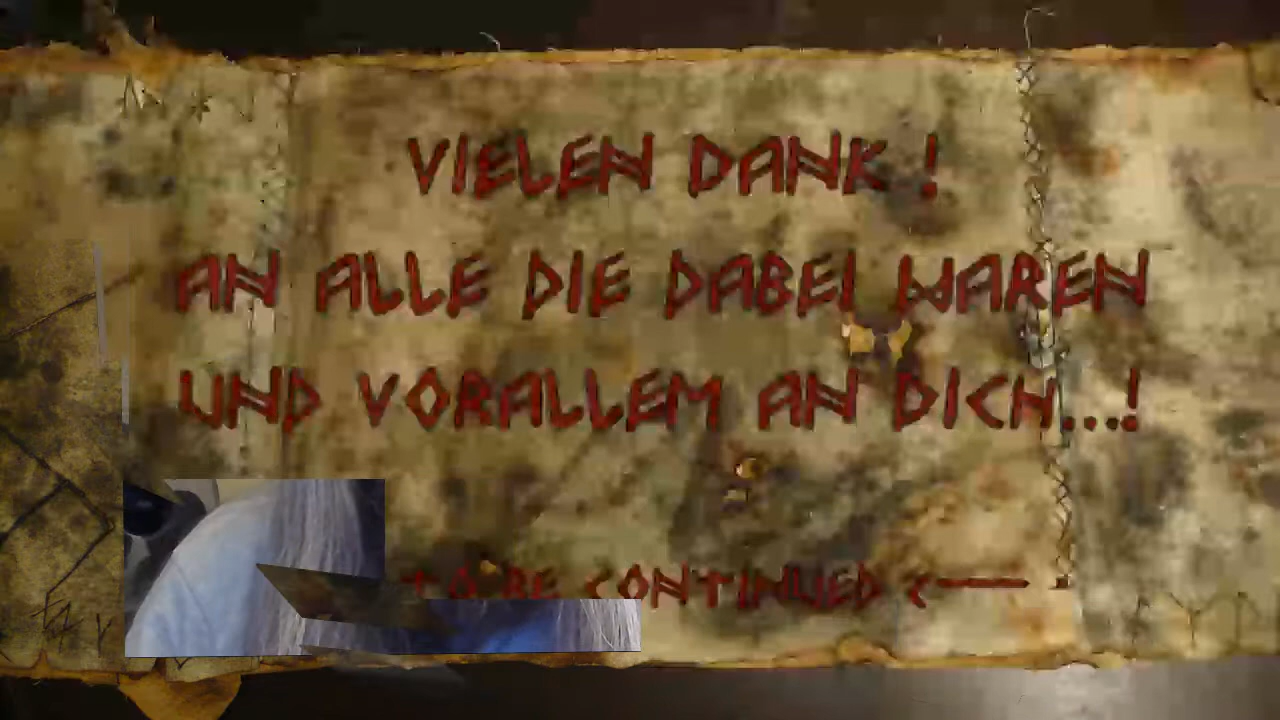 VIELEN DANK !
AN ALLE DIE DABEI WAREN
UND VORALLEM AN DICH...!
TO BE CONTINUED <